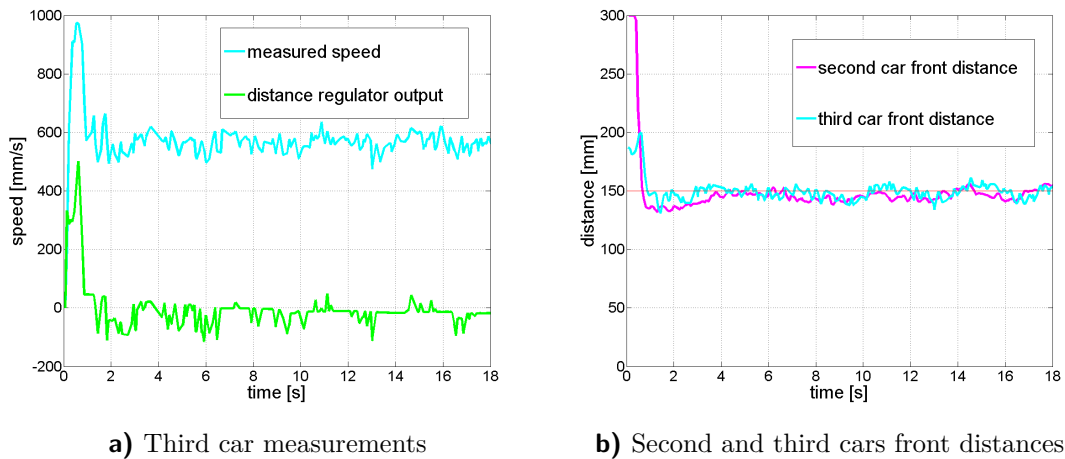 1000
800
600
400
200
0
-200
speed [mm/s]
measured speed
distance regulator output
0 2 4 6 8 10 12 14 16 18
time [s]
a) Third car measurements
300
250
200
150
100
50
0
distance [mm]
second car front distance
third car front distance
0 2 4 6 8 10 12 14 16 18
time [s]
b) Second and third cars front distances